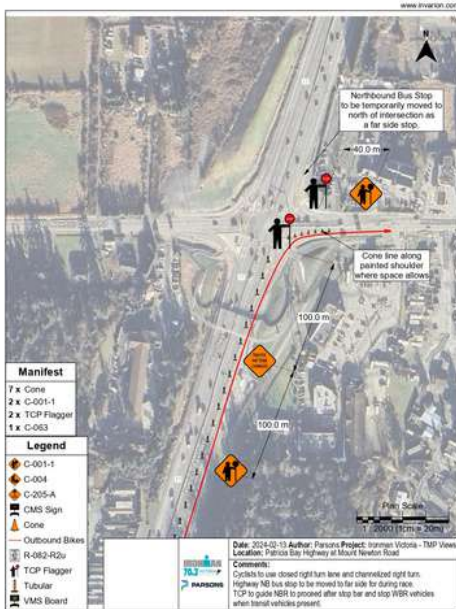 www.invarion.com
N
Northbound Bus Stop
to be temporarily moved to
north of intersection as
a far side stop.
40.0 m
Cone line along
painted shoulder
where space allows
100.0 m
100.0 m
Manifest
7 x Cone
2 x C-001-1
2 x TCP Flagger
1 x C-063
Legend
C-001-1
C-004
C-205-A
CMS Sign
Cone
Outbound Bikes
R-082-R2u
TCP Flagger
Tubular
VMS Board
Plan Scale
1 : 2000 (1cm = 20m)
IRONMAN
70.3
PARSONS
Date: 2024-02-13 Author: Parsons Project: Ironman Victoria - TMP Views
Location: Patricia Bay Highway at Mount Newton Road
Comments:
Cyclists to use closed right turn lane and channelized right turn.
Highway NB bus stop to be moved to far side for during race.
TCP to guide NBR to proceed after stop bar and stop WBR vehicles
when transit vehicles present.